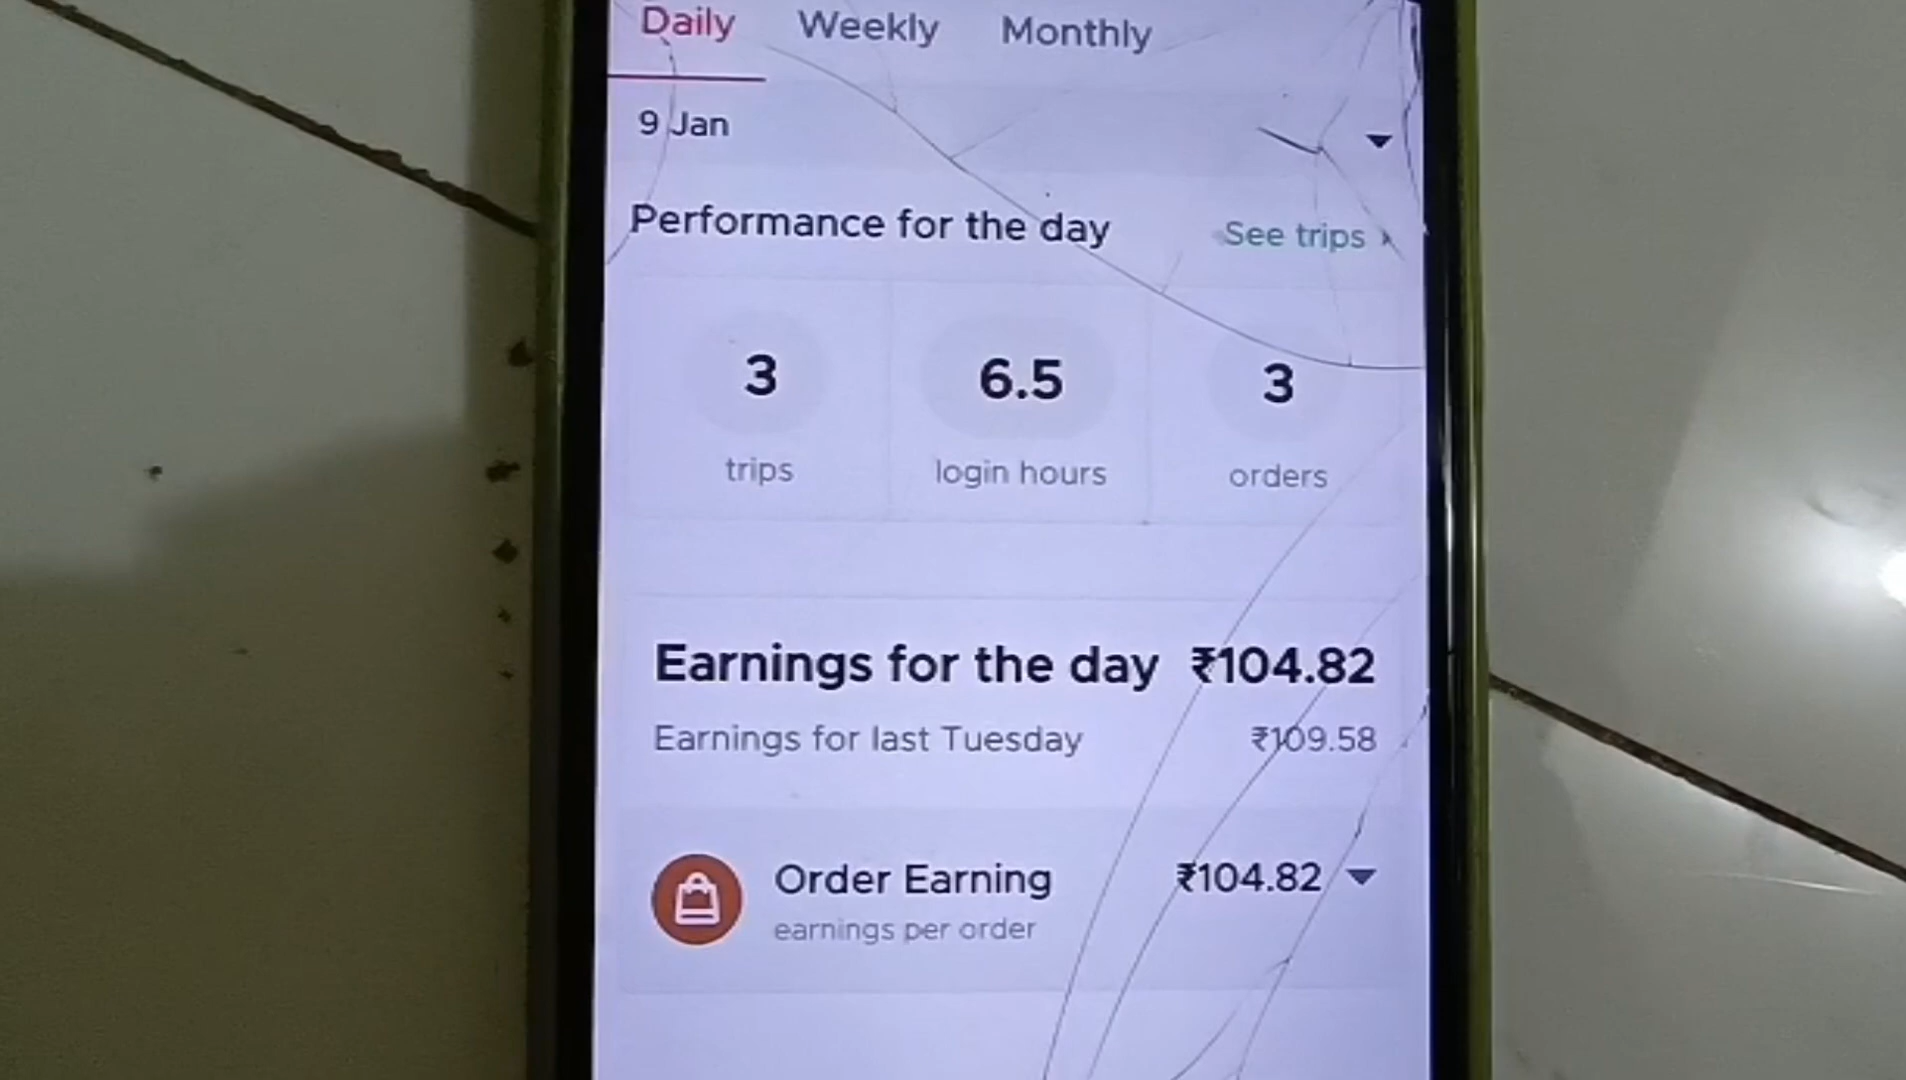 Daily Weekly Monthly
9 Jan
Performance for the day See trips
3 6.5 3
trips login hours orders
Earnings for the day ₹104.82
Earnings for last Tuesday ₹109.58
Order Earning ₹104.82
earnings per order